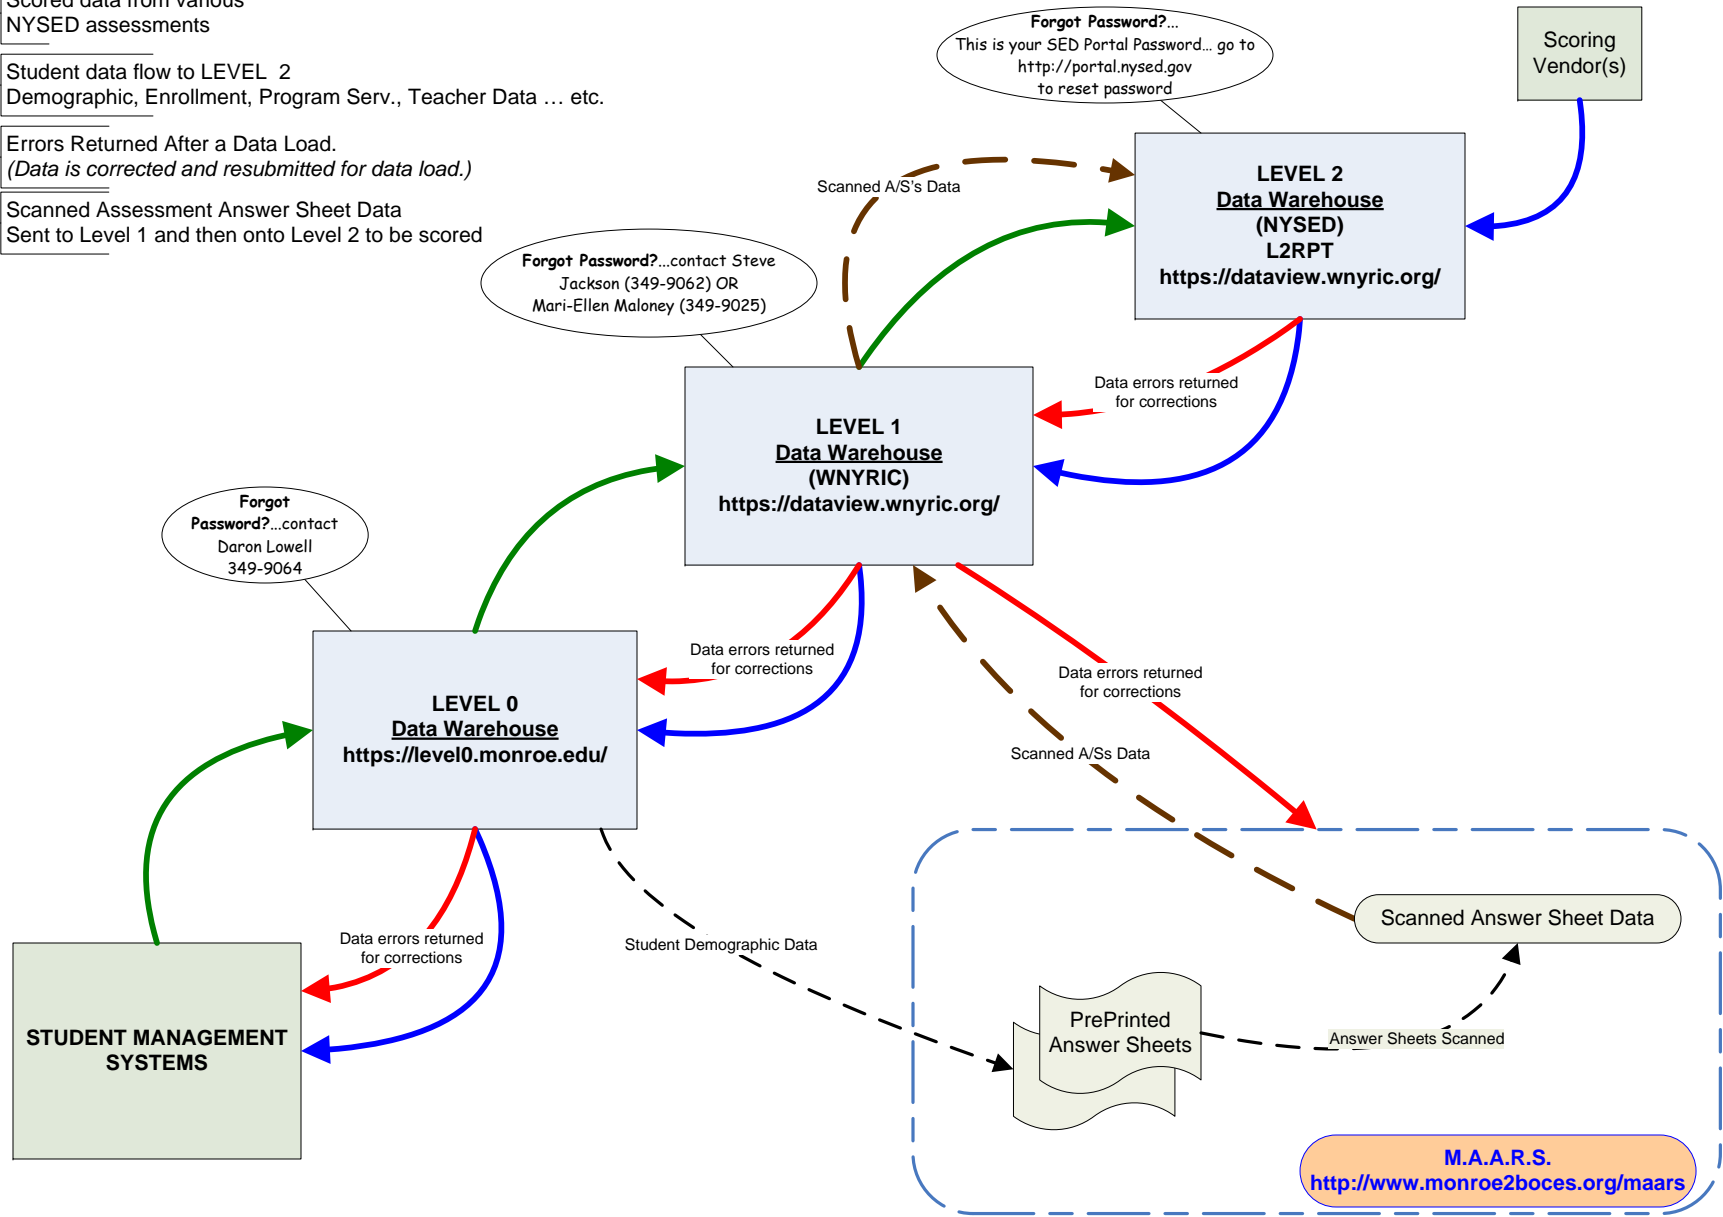 Scored data from various
NYSED assessments
Student data flow to LEVEL  2
Demographic, Enrollment, Program Serv., Teacher Data … etc.
Errors Returned After a Data Load.
(Data is corrected and resubmitted for data load.)
Scanned Assessment Answer Sheet Data
Sent to Level 1 and then onto Level 2 to be scored
Forgot Password?...
This is your SED Portal Password... go to
http://portal.nysed.gov
to reset password
Scoring
Vendor(s)
Scanned A/S's Data
LEVEL 2
Data Warehouse
(NYSED)
L2RPT
https://dataview.wnyric.org/
Forgot Password?...contact Steve
Jackson (349-9062) OR
Mari-Ellen Maloney (349-9025)
Data errors returned
for corrections
LEVEL 1
Data Warehouse
(WNYRIC)
https://dataview.wnyric.org/
Forgot
Password?...contact
Daron Lowell
349-9064
Data errors returned
for corrections
Data errors returned
for corrections
LEVEL 0
Data Warehouse
https://level0.monroe.edu/
Scanned A/Ss Data
Data errors returned
for corrections
Student Demographic Data
Scanned Answer Sheet Data
STUDENT MANAGEMENT
SYSTEMS
PrePrinted
Answer Sheets
Answer Sheets Scanned
M.A.A.R.S.
http://www.monroe2boces.org/maars